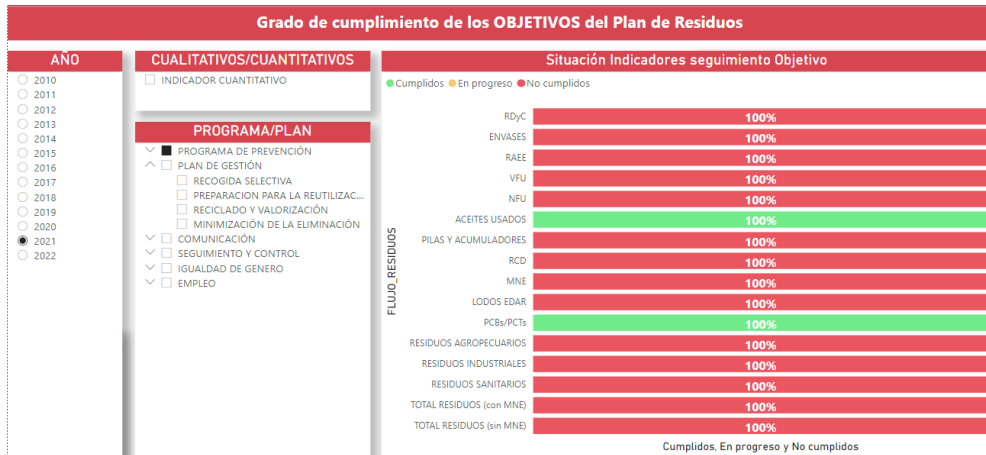 Grado de cumplimiento de los OBJETIVOS del Plan de Residuos
AÑO
2010
2011
2012
2013
2014
2015
2016
2017
2018
2019
2020
2021
2022
CUALITATIVOS/CUANTITATIVOS
INDICADOR CUANTITATIVO
PROGRAMA/PLAN
PROGRAMA DE PREVENCIÓN
PLAN DE GESTIÓN
RECOGIDA SELECTIVA
PREPARACION PARA LA REUTILIZAC...
RECICLADO Y VALORIZACIÓN
MINIMIZACIÓN DE LA ELIMINACIÓN
COMUNICACIÓN
SEGUIMIENTO Y CONTROL
IGUALDAD DE GENERO
EMPLEO
Situación Indicadores seguimiento Objetivo
Cumplidos En progreso No cumplidos
FLUJO_RESIDUOS
RDyC 100%
ENVASES 100%
RAEE 100%
VFU 100%
NFU 100%
ACEITES USADOS 100%
PILAS Y ACUMULADORES 100%
RCD 100%
MNE 100%
LODOS EDAR 100%
PCBs/PCTs 100%
RESIDUOS AGROPECUARIOS 100%
RESIDUOS INDUSTRIALES 100%
RESIDUOS SANITARIOS 100%
TOTAL RESIDUOS (con MNE) 100%
TOTAL RESIDUOS (sin MNE) 100%
Cumplidos, En progreso y No cumplidos